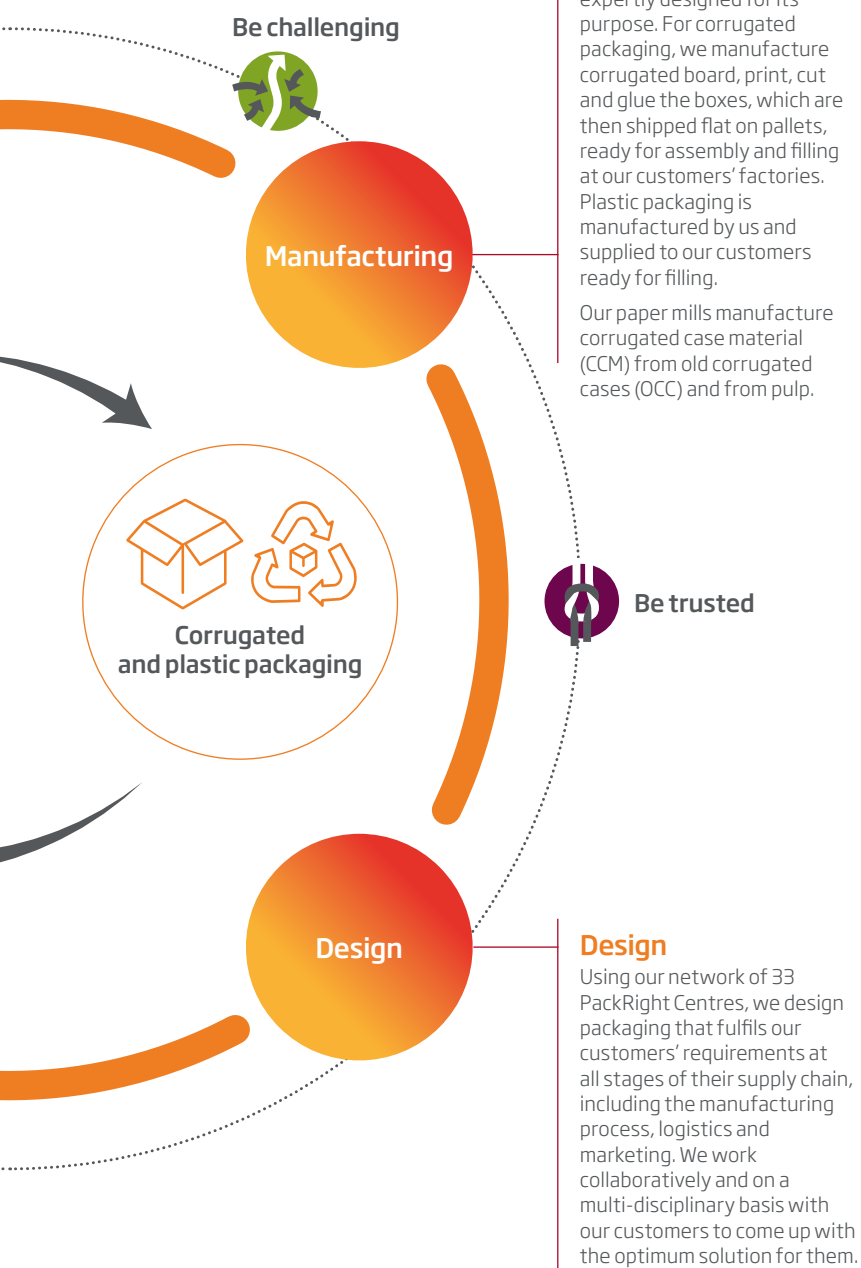 Be challenging
Manufacturing
expertly designed for its
purpose. For corrugated
packaging, we manufacture
corrugated board, print, cut
and glue the boxes, which are
then shipped flat on pallets,
ready for assembly and filling
at our customers’ factories.
Plastic packaging is
manufactured by us and
supplied to our customers
ready for filling.
Our paper mills manufacture
corrugated case material
(CCM) from old corrugated
cases (OCC) and from pulp.
Corrugated
and plastic packaging
Be trusted
Design
Design
Using our network of 33
PackRight Centres, we design
packaging that fulfils our
customers’ requirements at
all stages of their supply chain,
including the manufacturing
process, logistics and
marketing. We work
collaboratively and on a
multi-disciplinary basis with
our customers to come up with
the optimum solution for them.